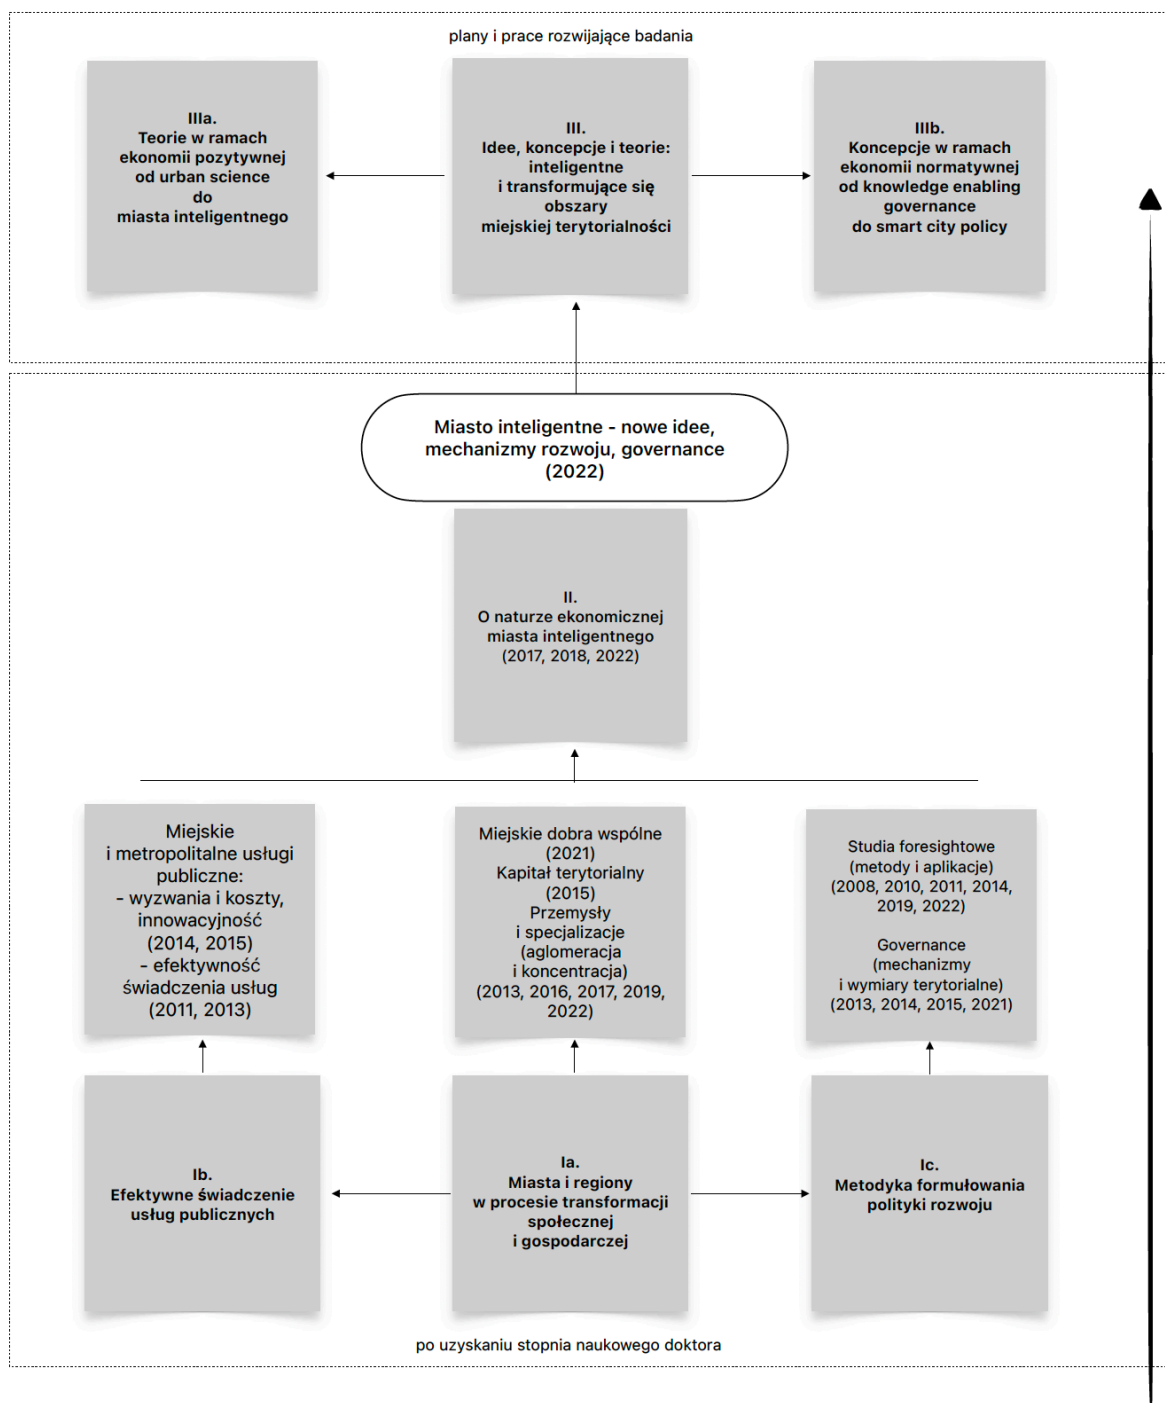 plany i prace rozwijające badania
IIIa.
Teorie w ramach
ekonomii pozytywnej
od urban science
do
miasta inteligentnego
III.
Idee, koncepcje i teorie:
inteligentne
i transformujące się
obszary
miejskiej terytorialności
IIIb.
Koncepcje w ramach
ekonomii normatywnej
od knowledge enabling
governance
do smart city policy
Miasto inteligentne - nowe idee,
mechanizmy rozwoju, governance
(2022)
II.
O naturze ekonomicznej
miasta inteligentnego
(2017, 2018, 2022)
Miejskie
i metropolitalne usługi
publiczne:
- wyzwania i koszty,
innowacyjność
(2014, 2015)
- efektywność
świadczenia usług
(2011, 2013)
Miejskie dobra wspólne
(2021)
Kapitał terytorialny
(2015)
Przemysły
i specjalizacje
(aglomeracja
i koncentracja)
(2013, 2016, 2017, 2019,
2022)
Studia foresightowe
(metody i aplikacje)
(2008, 2010, 2011, 2014,
2019, 2022)
Governance
(mechanizmy
i wymiary terytorialne)
(2013, 2014, 2015, 2021)
Ib.
Efektywne świadczenie
usług publicznych
Ia.
Miasta i regiony
w procesie transformacji
społecznej
i gospodarczej
Ic.
Metodyka formułowania
polityki rozwoju
po uzyskaniu stopnia naukowego doktora